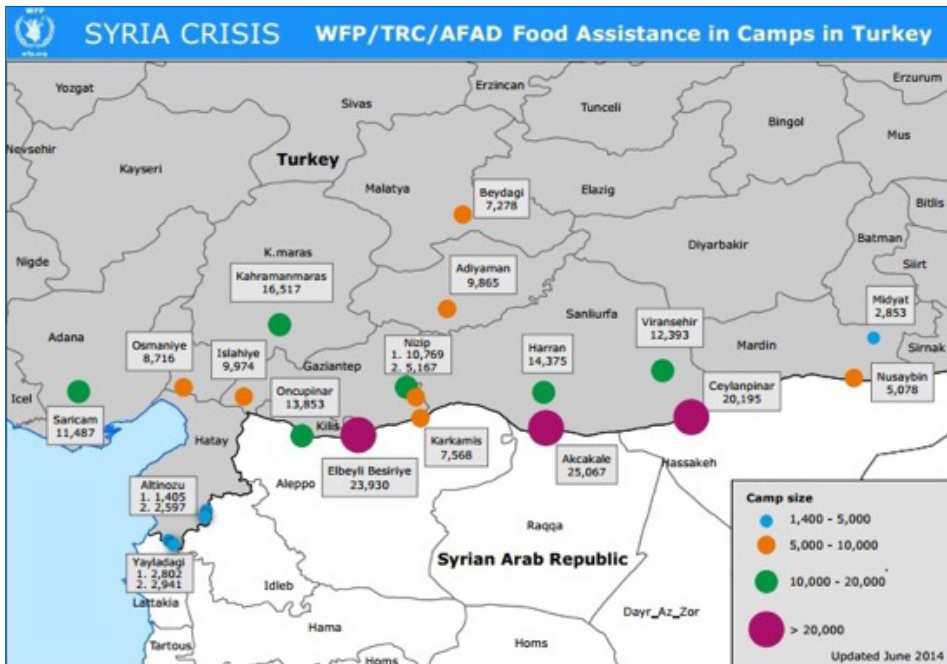 WFP
wfp.org
SYRIA CRISIS
WFP/TRC/AFAD Food Assistance in Camps in Turkey
Yozgat
Sivas
Erzincan
Tunceli
Erzurum
Bingol
Mus
Nevsehir
Kayseri
Turkey
Malatya
Beydagi
7,278
Elazig
Bitlis
Nigde
K.maras
Kahramanmaras
16,517
Adiyaman
9,865
Diyarbakir
Batman
Siirt
Midyat
2,853
Adana
Osmaniye
8,716
Islahiye
9,974
Gaziantep
Nizip
1. 10,769
2. 5,167
Sanliurfa
Harran
14,375
Viransehir
12,393
Mardin
Sirnak
Icel
Saricam
11,487
Oncupinar
13,853
Kilis
Ceylanpinar
20,195
Nusaybin
5,078
Hatay
Elbeyli Besiriye
23,930
Karkamis
7,568
Akcakale
25,067
Hassakeh
Aleppo
Altinozu
1. 1,405
2. 2,597
Raqqa
Syrian Arab Republic
Yayladagi
1. 2,802
2. 2,941
Lattakia
Idleb
Hama
Tartous
Homs
Homs
Dayr_Az_Zor
Camp size
1,400 - 5,000
5,000 - 10,000
10,000 - 20,000
> 20,000
Updated June 2014